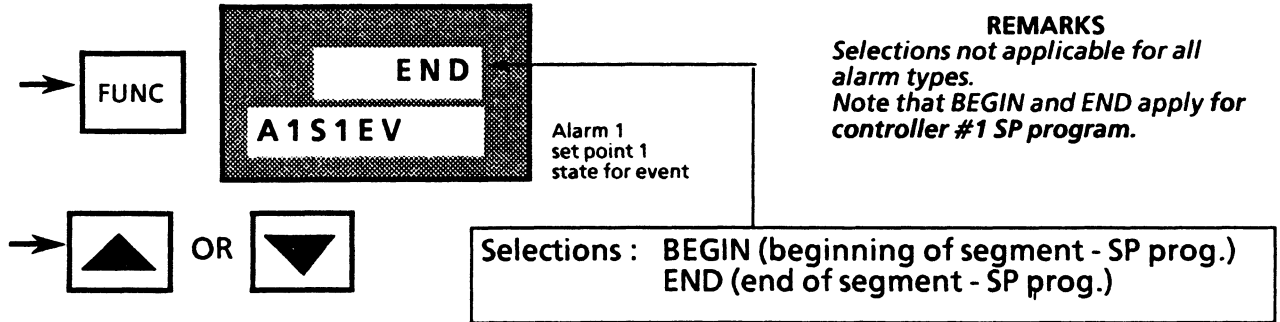 FUNC
END
A1S1EV
Alarm 1
set point 1
state for event
REMARKS
Selections not applicable for all
alarm types.
Note that BEGIN and END apply for
controller #1 SP program.
OR
Selections : BEGIN (beginning of segment - SP prog.)
END (end of segment - SP prog.)